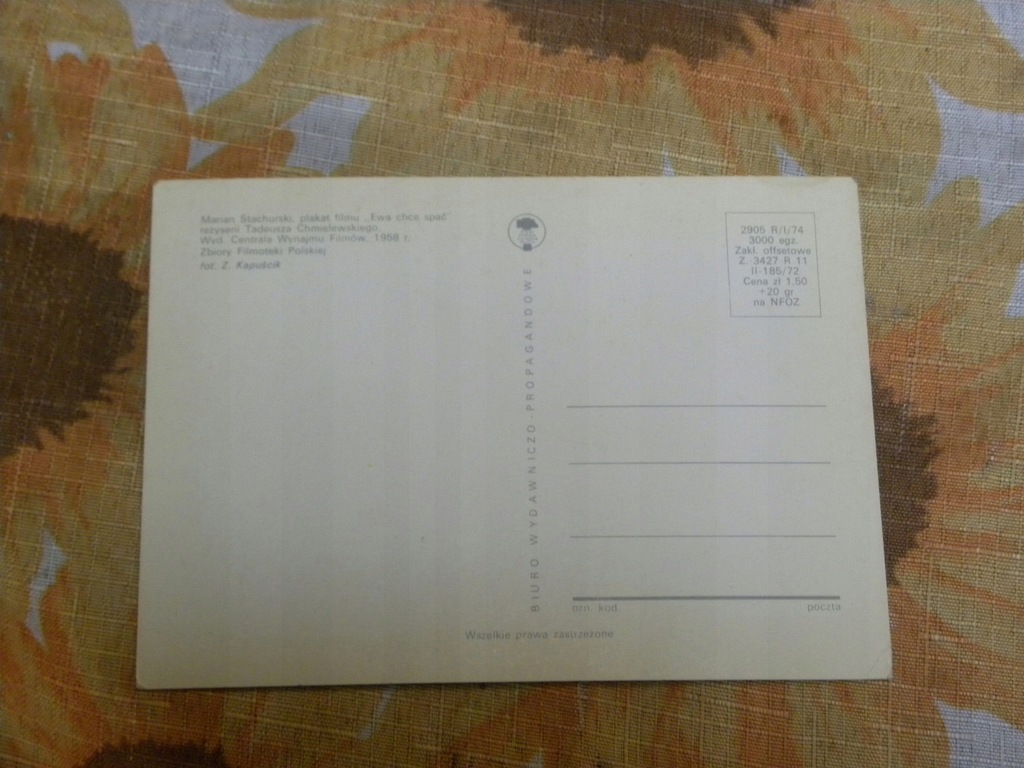 Marian Stachurski, plakat filmu „Ewa chce spać"
reżyserii Tadeusza Chmielewskiego.
Wyd. Centrala Wynajmu Filmów, 1958 r.
Zbiory Filmoteki Polskiej
fot. Z. Kapuścik
BIURO WYDAWNICZO-PROPAGANDOWE
2905 R/I/74
3000 egz.
Zakł. offsetowe
Z. 3427 R 11
II-185/72
Cena zł 1,50
+20 gr
na NFOZ
ozn. kod
poczta
Wszelkie prawa zastrzeżone